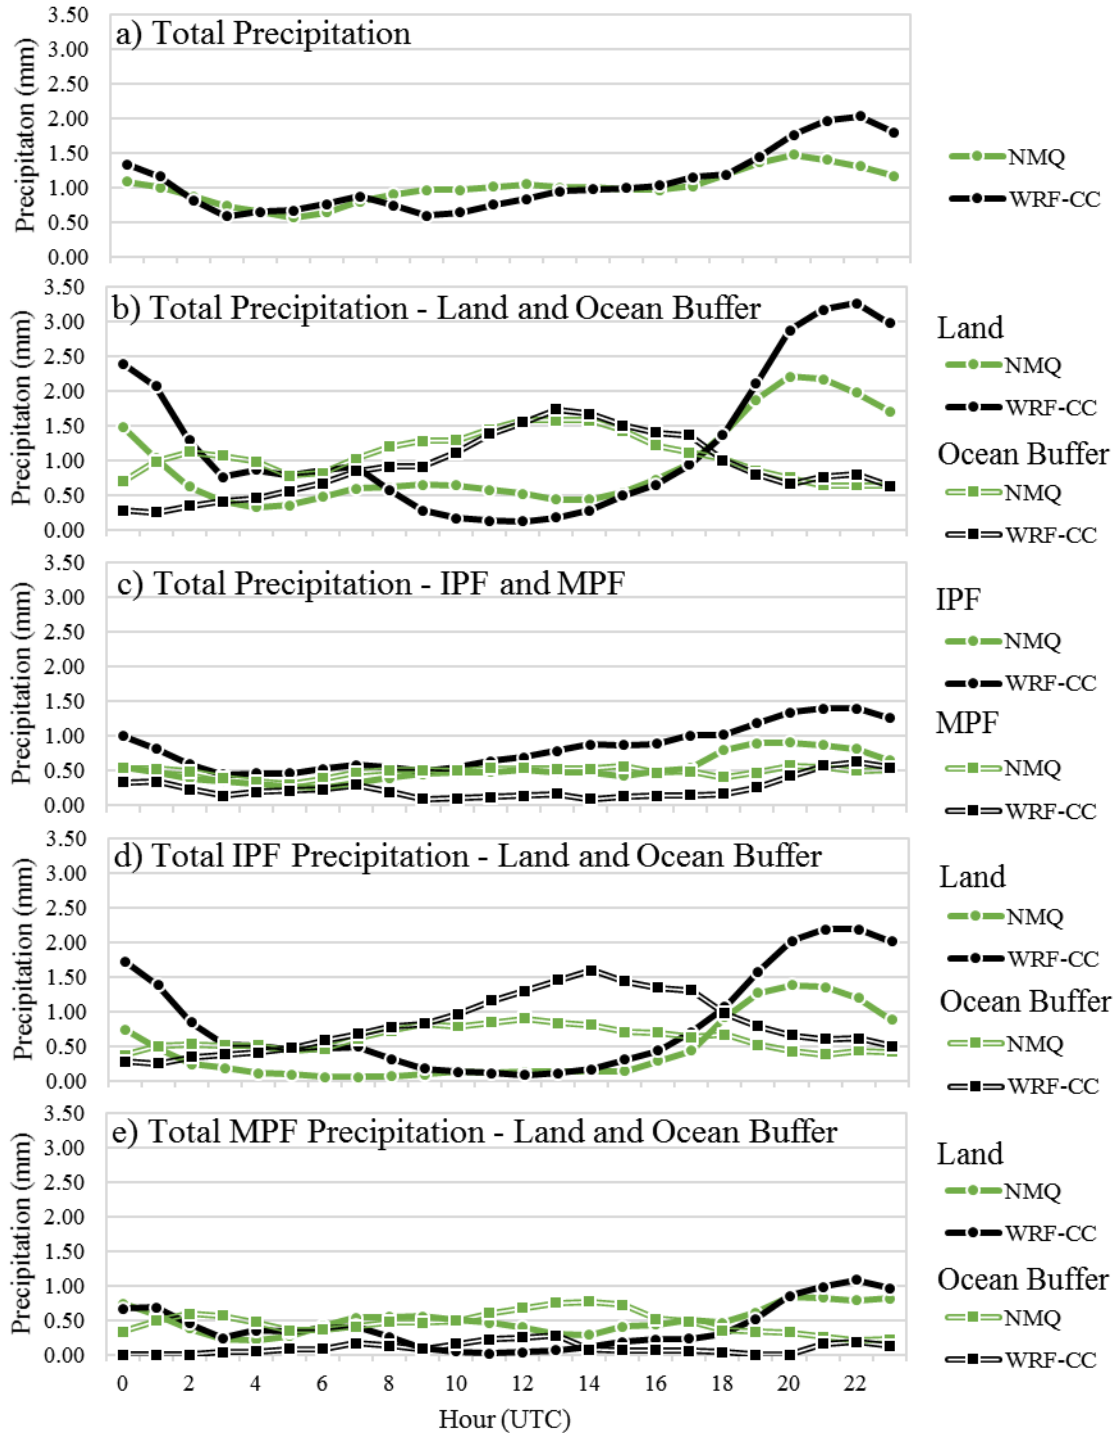 a) Total Precipitation
Precipitaton (mm)
3.50
3.00
2.50
2.00
1.50
1.00
0.50
0.00
NMQ
WRF-CC
b) Total Precipitation - Land and Ocean Buffer
Precipitaton (mm)
3.50
3.00
2.50
2.00
1.50
1.00
0.50
0.00
Land
NMQ
WRF-CC
Ocean Buffer
NMQ
WRF-CC
c) Total Precipitation - IPF and MPF
Precipitation (mm)
3.50
3.00
2.50
2.00
1.50
1.00
0.50
0.00
IPF
NMQ
WRF-CC
MPF
NMQ
WRF-CC
d) Total IPF Precipitation - Land and Ocean Buffer
Precipitation (mm)
3.50
3.00
2.50
2.00
1.50
1.00
0.50
0.00
Land
NMQ
WRF-CC
Ocean Buffer
NMQ
WRF-CC
e) Total MPF Precipitation - Land and Ocean Buffer
Precipitation (mm)
3.50
3.00
2.50
2.00
1.50
1.00
0.50
0.00
Land
NMQ
WRF-CC
Ocean Buffer
NMQ
WRF-CC
0 2 4 6 8 10 12 14 16 18 20 22
Hour (UTC)